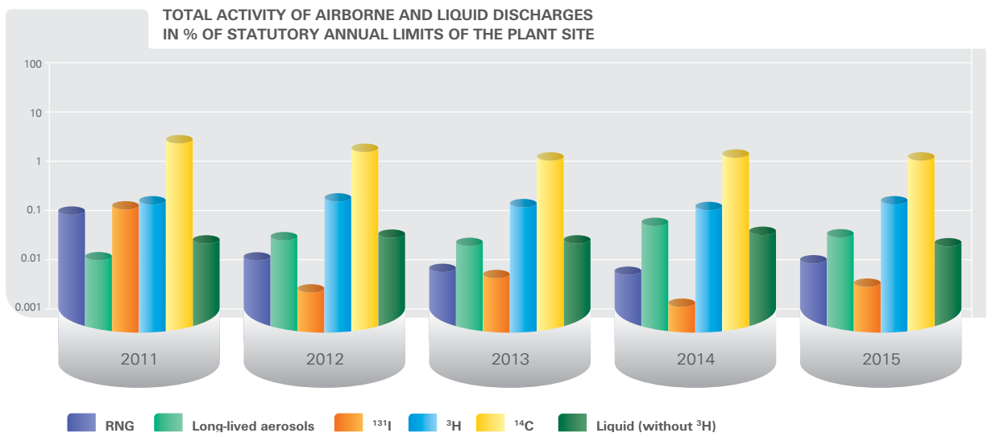 TOTAL ACTIVITY OF AIRBORNE AND LIQUID DISCHARGES
IN % OF STATUTORY ANNUAL LIMITS OF THE PLANT SITE
100
10
1
0.1
0.01
0.001
2011 2012 2013 2014 2015
RNG Long-lived aerosols ¹³¹I ³H ¹⁴C Liquid (without ³H)